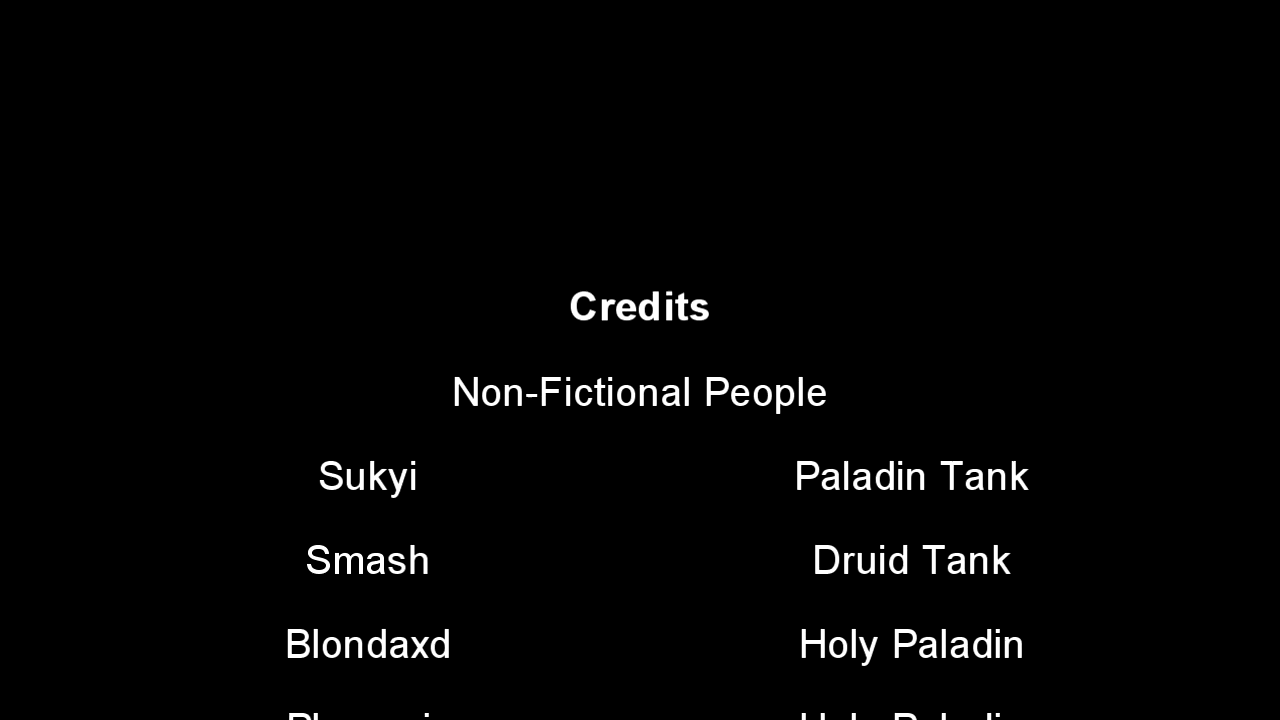 Credits
Non-Fictional People
Sukyi Paladin Tank
Smash Druid Tank
Blondaxd Holy Paladin